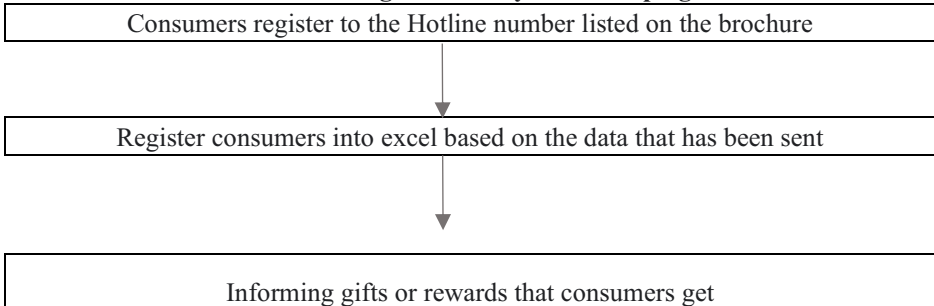 Consumers register to the Hotline number listed on the brochure
Register consumers into excel based on the data that has been sent
Informing gifts or rewards that consumers get